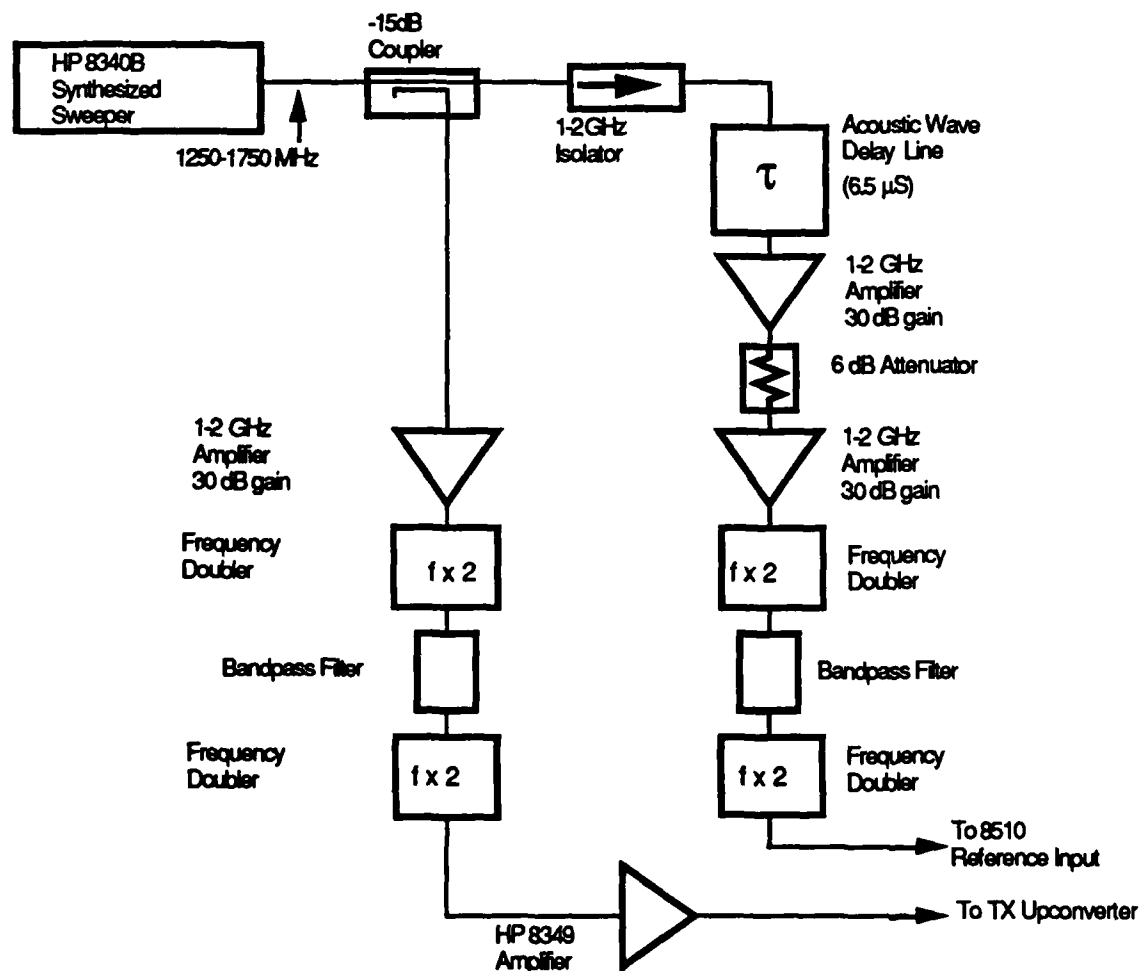 -15dB
Coupler
HP 8340B
Synthesized
Sweeper
1250-1750 MHz
1-2 GHz
Isolator
Acoustic Wave
Delay Line
(6.5 µS)
τ
1-2 GHz
Amplifier
30 dB gain
6 dB Attenuator
1-2 GHz
Amplifier
30 dB gain
1-2 GHz
Amplifier
30 dB gain
Frequency
Doubler
f x 2
f x 2
Frequency
Doubler
Bandpass Filter
Bandpass Filter
Frequency
Doubler
f x 2
f x 2
Frequency
Doubler
To 8510
Reference Input
To TX Upconverter
HP 8349
Amplifier